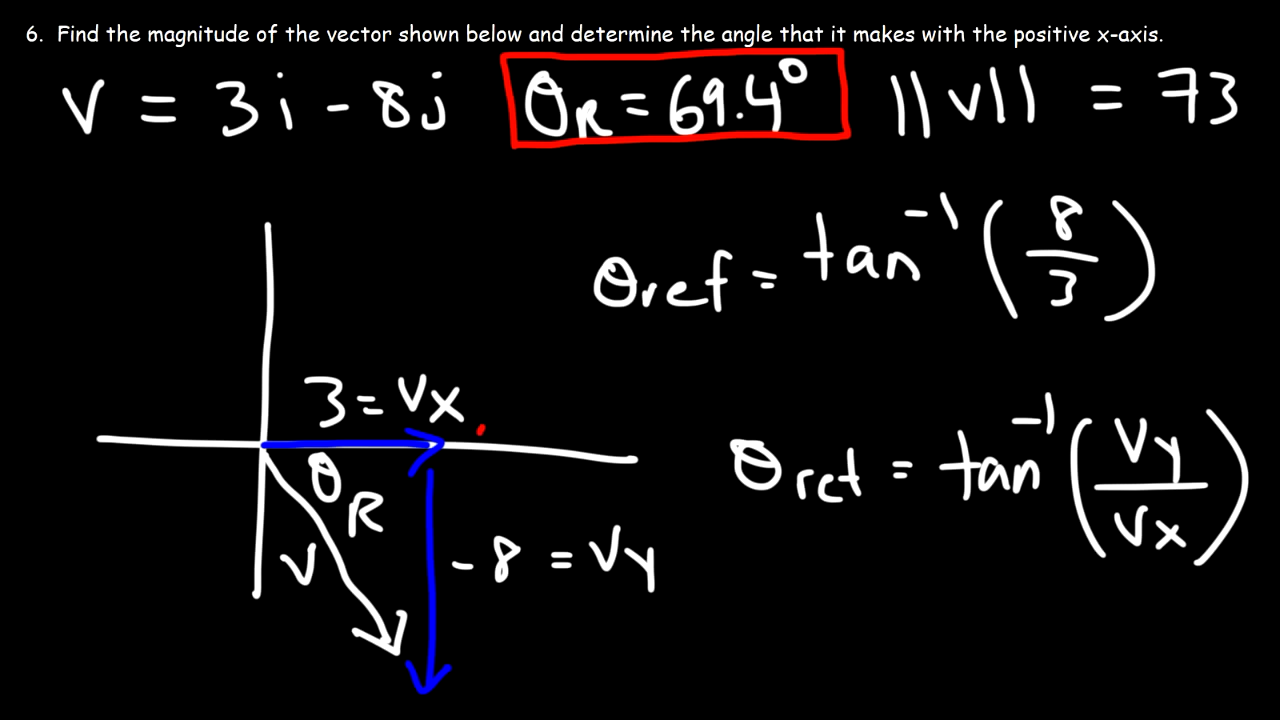 6. Find the magnitude of the vector shown below and determine the angle that it makes with the positive x-axis.
V = 3i - 8j θR = 69.4° ||v|| = 73
θref = tan⁻¹(8/3)
3 = Vx
θref = tan⁻¹(Vy/Vx)
θR
V
-8 = Vy